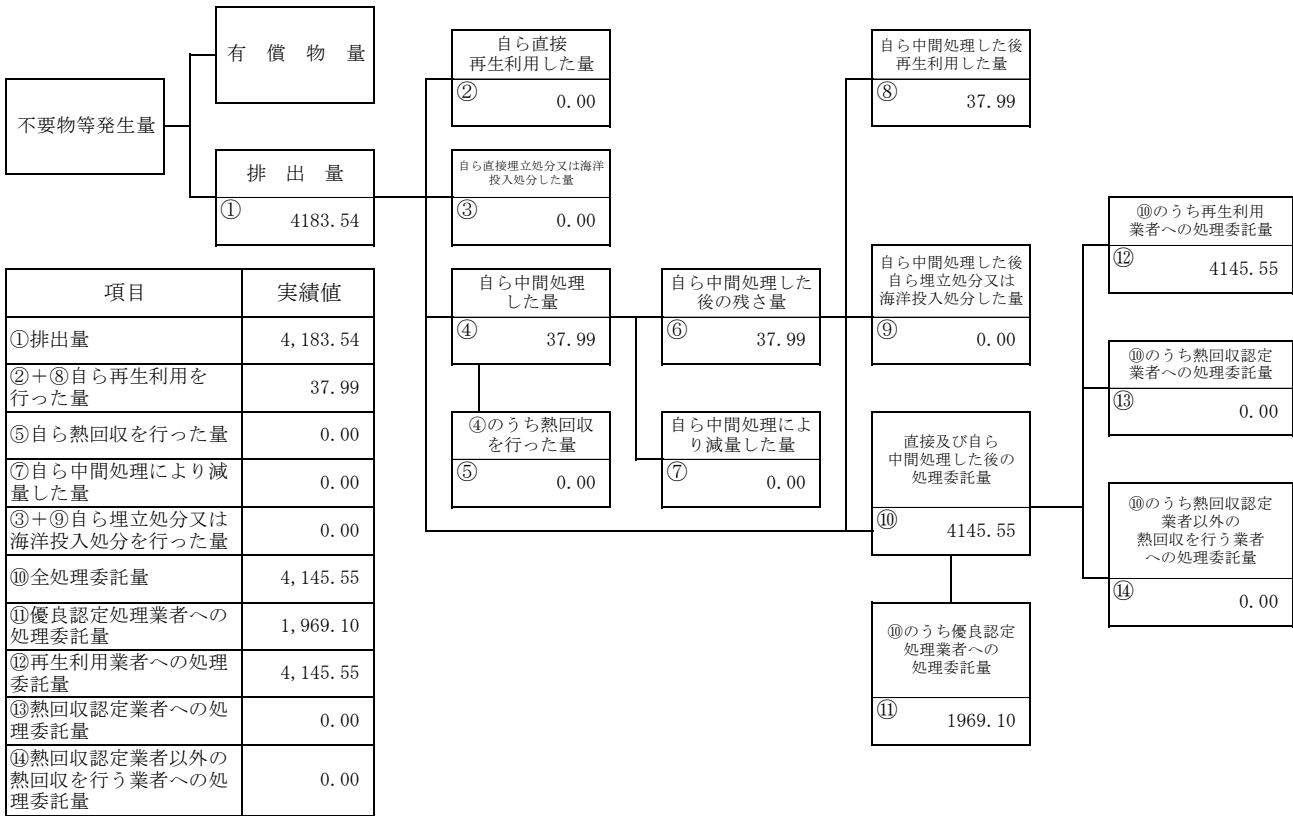 不要物等発生量
有 償 物 量
排 出 量
①
4183.54
自ら直接
再生利用した量
②
0.00
自ら直接埋立処分又は海洋
投入処分した量
③
0.00
自ら中間処理
した量
④
37.99
④のうち熱回収
を行った量
⑤
0.00
自ら中間処理した
後の残さ量
⑥
37.99
自ら中間処理によ
り減量した量
⑦
0.00
自ら中間処理した後
再生利用した量
⑧
37.99
自ら中間処理した後
自ら埋立処分又は
海洋投入処分した量
⑨
0.00
直接及び自ら
中間処理した後の
処理委託量
⑩
4145.55
⑩のうち優良認定
処理業者への
処理委託量
⑪
1969.10
⑩のうち再生利用
業者への処理委託量
⑫
4145.55
⑩のうち熱回収認定
業者への処理委託量
⑬
0.00
⑩のうち熱回収認定
業者以外の
熱回収を行う業者
への処理委託量
⑭
0.00
項目 実績値
①排出量 4,183.54
②+⑧自ら再生利用を
行った量 37.99
⑤自ら熱回収を行った量 0.00
⑦自ら中間処理により減
量した量 0.00
③+⑨自ら埋立処分又は
海洋投入処分を行った量 0.00
⑩全処理委託量 4,145.55
⑪優良認定処理業者への
処理委託量 1,969.10
⑫再生利用業者への処理
委託量 4,145.55
⑬熱回収認定業者への処
理委託量 0.00
⑭熱回収認定業者以外の
熱回収を行う業者への処
理委託量 0.00